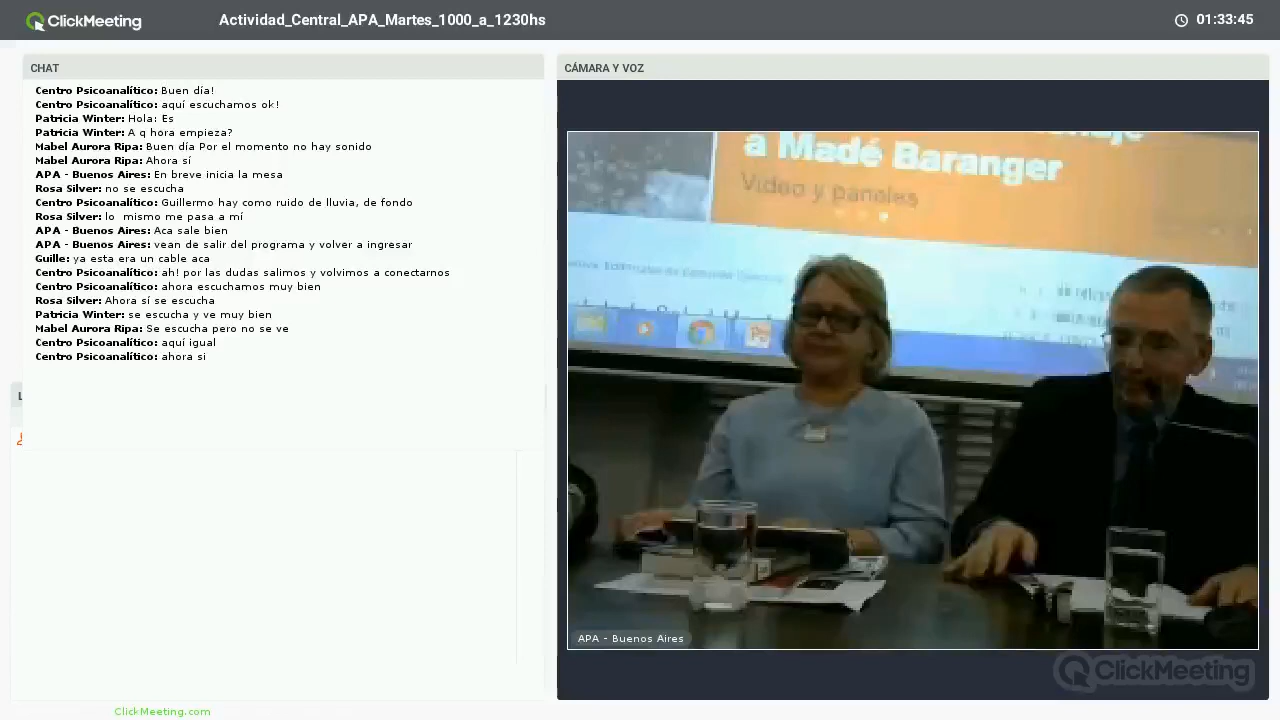 ClickMeeting
Actividad_Central_APA_Martes_1000_a_1230hs
01:33:45
CHAT
Centro Psicoanalítico: Buen día!
Centro Psicoanalítico: aquí escuchamos ok!
Patricia Winter: Hola: Es
Patricia Winter: A q hora empieza?
Mabel Aurora Ripa: Buen día Por el momento no hay sonido
Mabel Aurora Ripa: Ahora sí
APA - Buenos Aires: En breve inicia la mesa
Rosa Silver: no se escucha
Centro Psicoanalítico: Guillermo hay como ruido de lluvia, de fondo
Rosa Silver: lo mismo me pasa a mí
APA - Buenos Aires: Aca sale bien
APA - Buenos Aires: vean de salir del programa y volver a ingresar
Guille: ya esta era un cable aca
Centro Psicoanalítico: ah! por las dudas salimos y volvimos a conectarnos
Centro Psicoanalítico: ahora escuchamos muy bien
Rosa Silver: Ahora sí se escucha
Patricia Winter: se escucha y ve muy bien
Mabel Aurora Ripa: Se escucha pero no se ve
Centro Psicoanalítico: aquí igual
Centro Psicoanalítico: ahora si
ClickMeeting.com
CÁMARA Y VOZ
a Madé Baranger
Video y paneles
APA - Buenos Aires
ClickMeeting